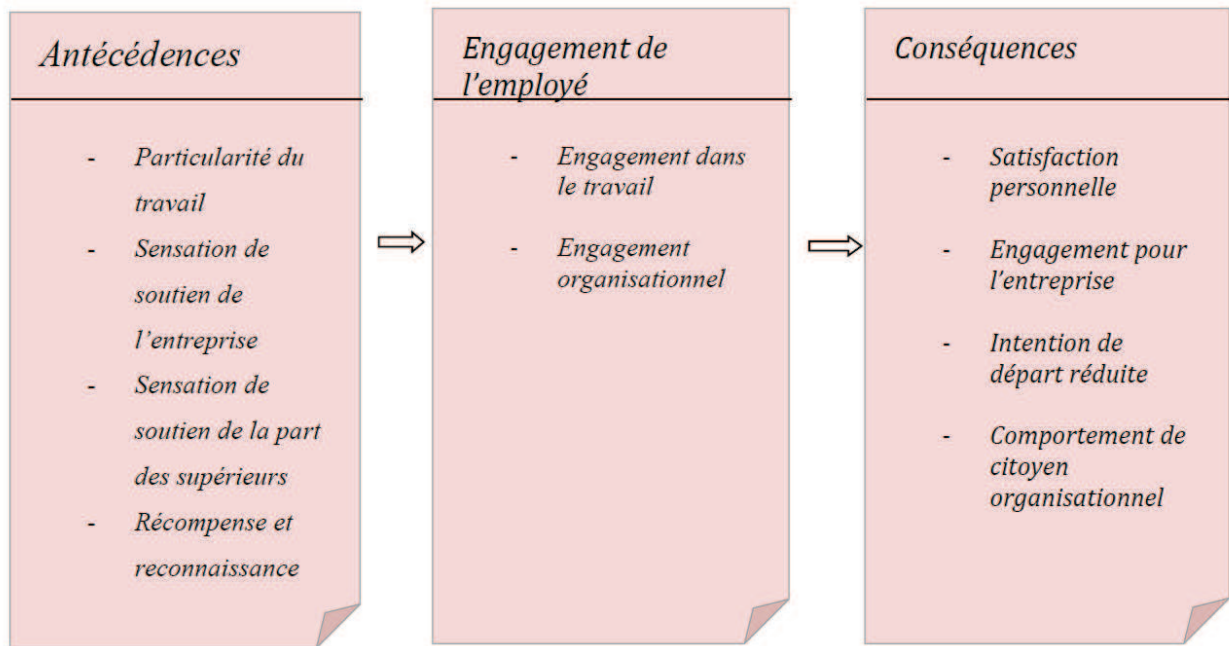 Antécédences
- Particularité du
travail
- Sensation de
soutien de
l’entreprise
- Sensation de
soutien de la part
des supérieurs
- Récompense et
reconnaissance
Engagement de
l’employé
- Engagement dans
le travail
- Engagement
organisationnel
Conséquences
- Satisfaction
personnelle
- Engagement pour
l’entreprise
- Intention de
départ réduite
- Comportement de
citoyen
organisationnel